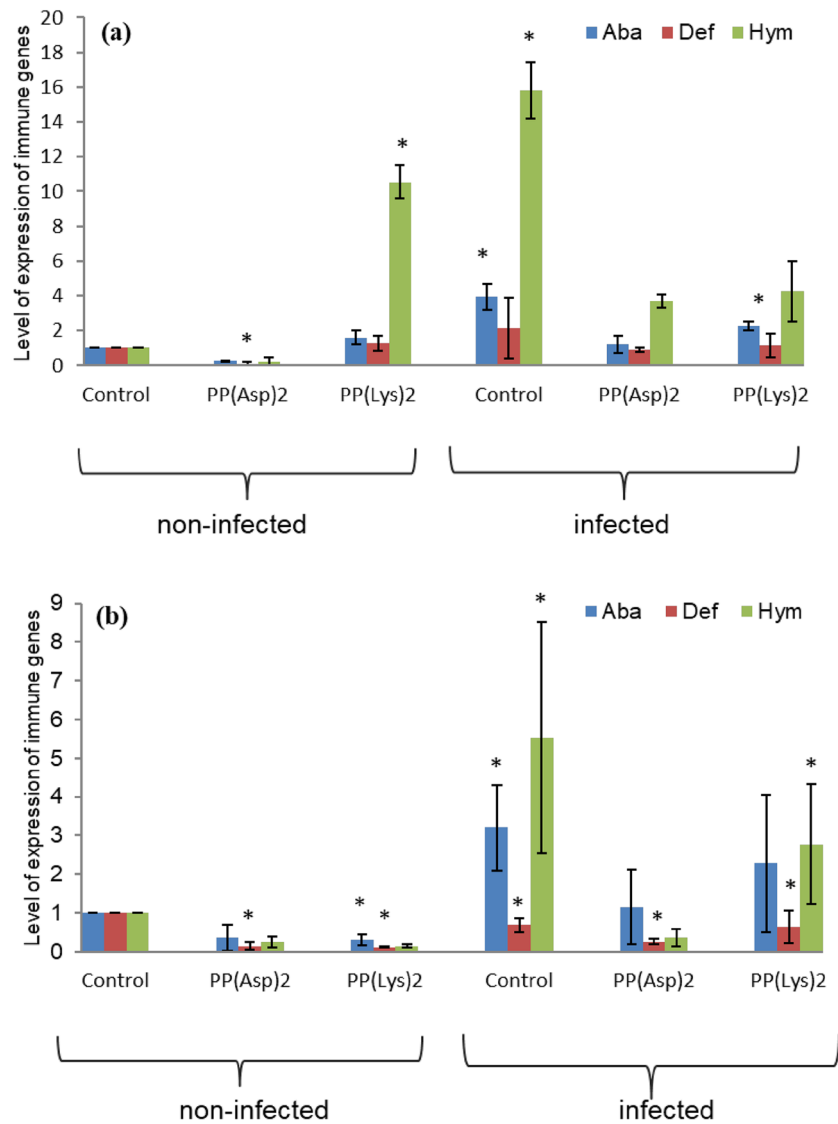 (a)
Aba Def Hym
Level of expression of immune genes
20
18
16
14
12
10
8
6
4
2
0
* * * * *
Control PP(Asp)2 PP(Lys)2 Control PP(Asp)2 PP(Lys)2
non-infected infected
(b)
Aba Def Hym
Level of expression of immune genes
9
8
7
6
5
4
3
2
1
0
* * * * * * * * *
Control PP(Asp)2 PP(Lys)2 Control PP(Asp)2 PP(Lys)2
non-infected infected